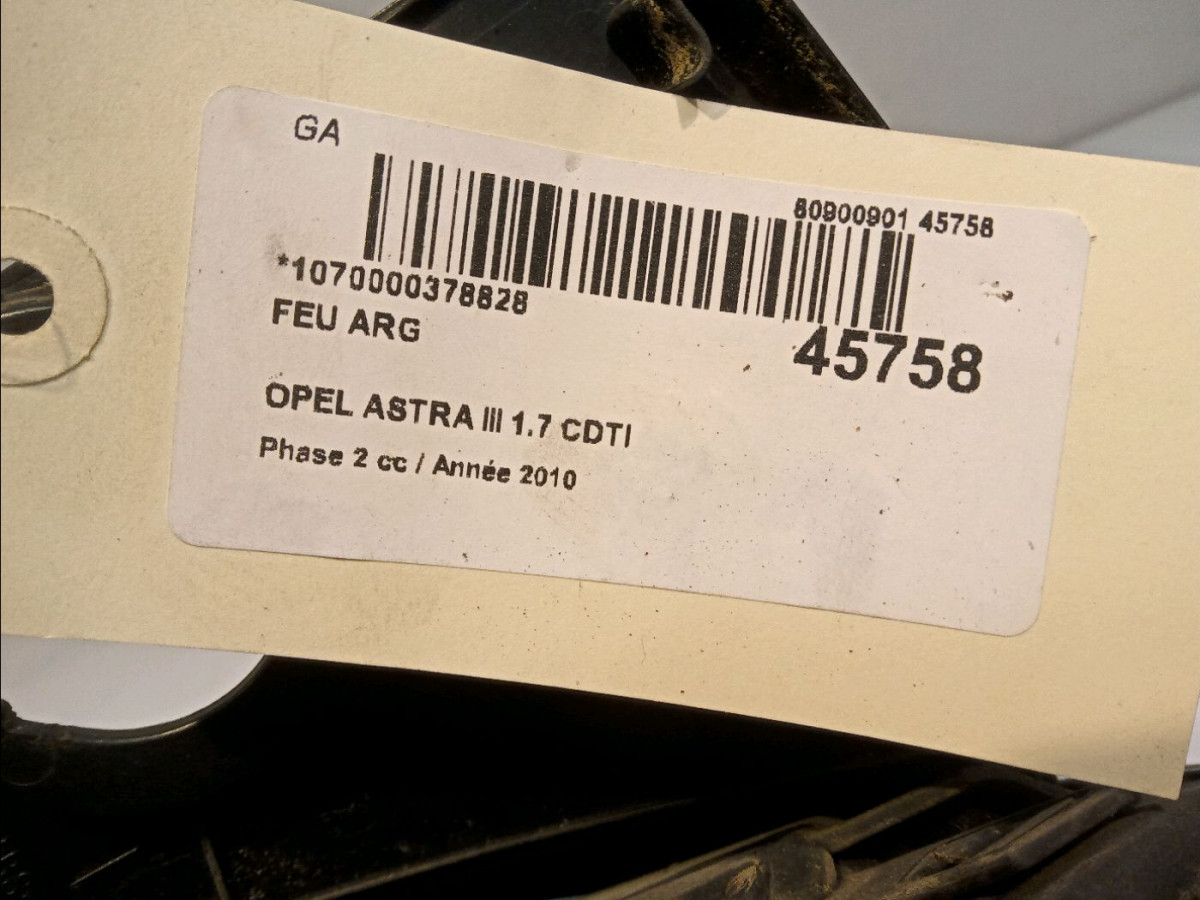 GA
80900901 45758
*1070000378828
FEU ARG
45758
OPEL ASTRA III 1.7 CDTI
Phase 2 cc / Année 2010